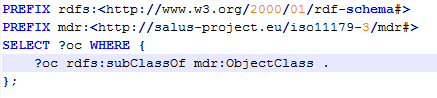 PREFIX rdfs:<http://www.w3.org/2000/01/rdf-schema#>
PREFIX mdr:<http://salus-project.eu/iso11179-3/mdr#>
SELECT ?oc WHERE {
    ?oc rdfs:subClassOf mdr:ObjectClass .
};